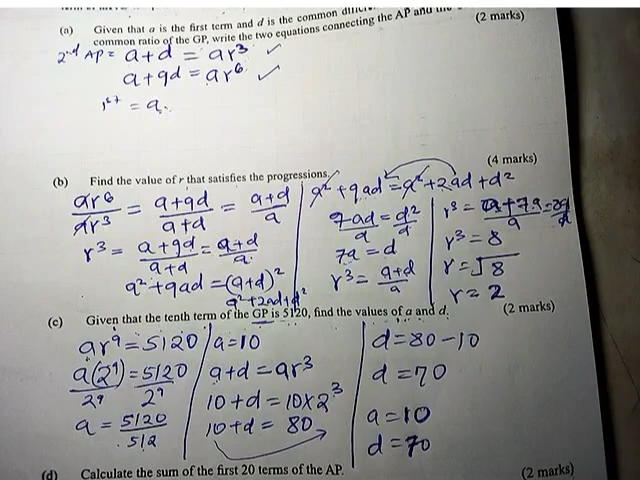 (a) Given that a is the first term and d is the common
common ratio of the GP, write the two equations connecting the AP and the
(2 marks)
2nd AP = a+d = ar³ ✓
a+9d = ar⁶ ✓
1st = a.
(4 marks)
(b) Find the value of r that satisfies the progressions.
ar⁶/ar³ = a+9d/a+d = a+d/a
r³ = a+9d/a+d = a+d/a
a²+9ad = (a+d)²
a²+2ad+d²
a²+9ad = a²+2ad+d²
7ad/d = d²/d
7a = d
r³ = a+d/a
r³ = 8
r = √8
r = 2
(c) Given that the tenth term of the GP is 5120, find the values of a and d.
(2 marks)
ar⁹ = 5120
a(2⁹)/2⁹ = 5120/2⁹
a = 5120/512
a = 10
a+d = ar³
10+d = 10×2³
10+d = 80
d = 80-10
d = 70
a = 10
d = 70
(d) Calculate the sum of the first 20 terms of the AP.
(2 marks)